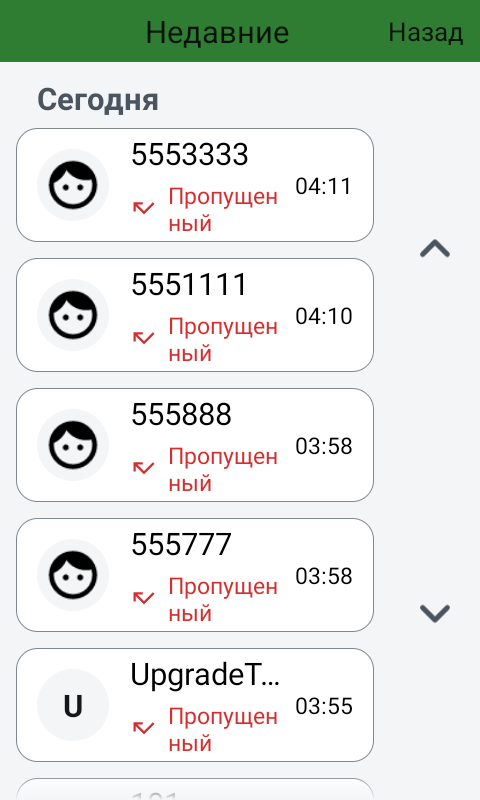 Недавние
Назад
Сегодня
5553333
Пропущен
ный
04:11
5551111
Пропущен
ный
04:10
555888
Пропущен
ный
03:58
555777
Пропущен
ный
03:58
U
UpgradeT...
Пропущен
ный
03:55